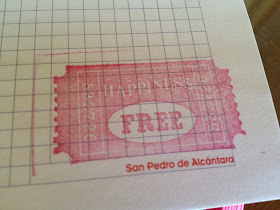 HAPPINESS
FREE
San Pedro de Alcántara